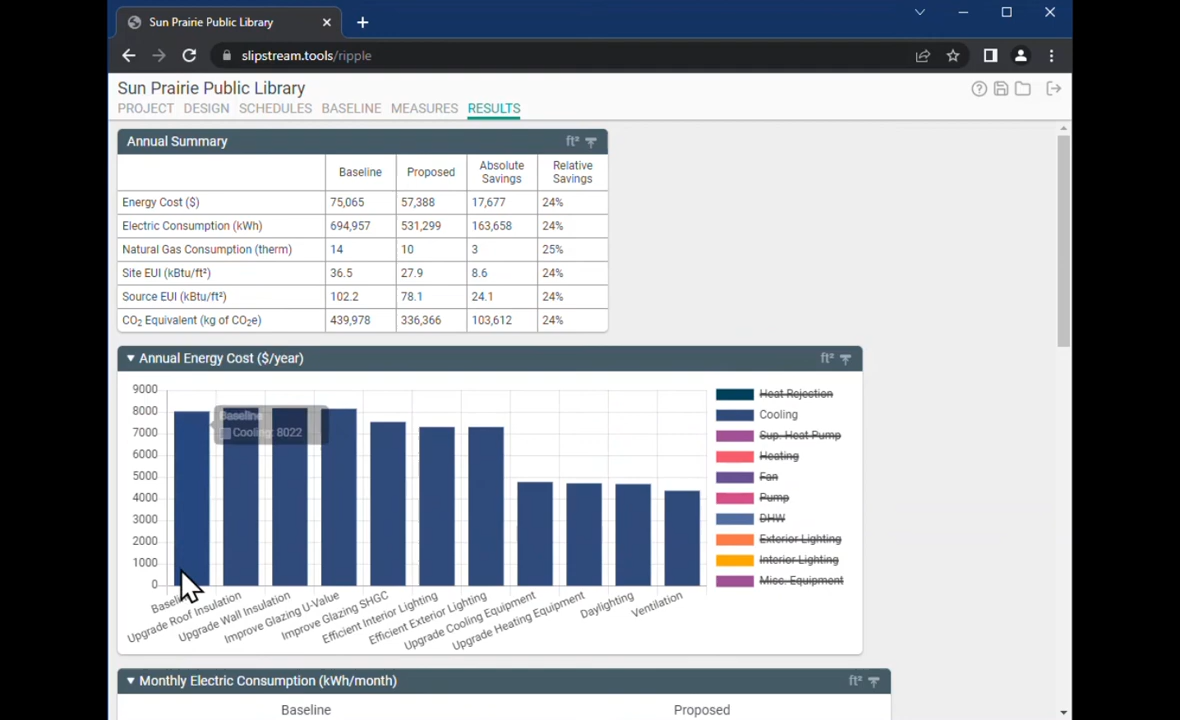 Sun Prairie Public Library
slipstream.tools/ripple
Sun Prairie Public Library
PROJECT DESIGN SCHEDULES BASELINE MEASURES RESULTS
Annual Summary ft²
Baseline Proposed Absolute Savings Relative Savings
Energy Cost ($) 75,065 57,388 17,677 24%
Electric Consumption (kWh) 694,957 531,299 163,658 24%
Natural Gas Consumption (therm) 14 10 3 25%
Site EUI (kBtu/ft²) 36.5 27.9 8.6 24%
Source EUI (kBtu/ft²) 102.2 78.1 24.1 24%
CO₂ Equivalent (kg of CO₂e) 439,978 336,366 103,612 24%
Annual Energy Cost ($/year) ft²
9000
8000
7000
6000
5000
4000
3000
2000
1000
0
Baseline
Cooling: 8022
Heat Rejection
Cooling
Sup. Heat Pump
Heating
Fan
Pump
DHW
Exterior Lighting
Interior Lighting
Misc. Equipment
Upgrade Roof Insulation
Upgrade Wall Insulation
Improve Glazing U-Value
Improve Glazing SHGC
Efficient Interior Lighting
Efficient Exterior Lighting
Upgrade Cooling Equipment
Upgrade Heating Equipment
Daylighting
Ventilation
Monthly Electric Consumption (kWh/month) ft²
Baseline Proposed